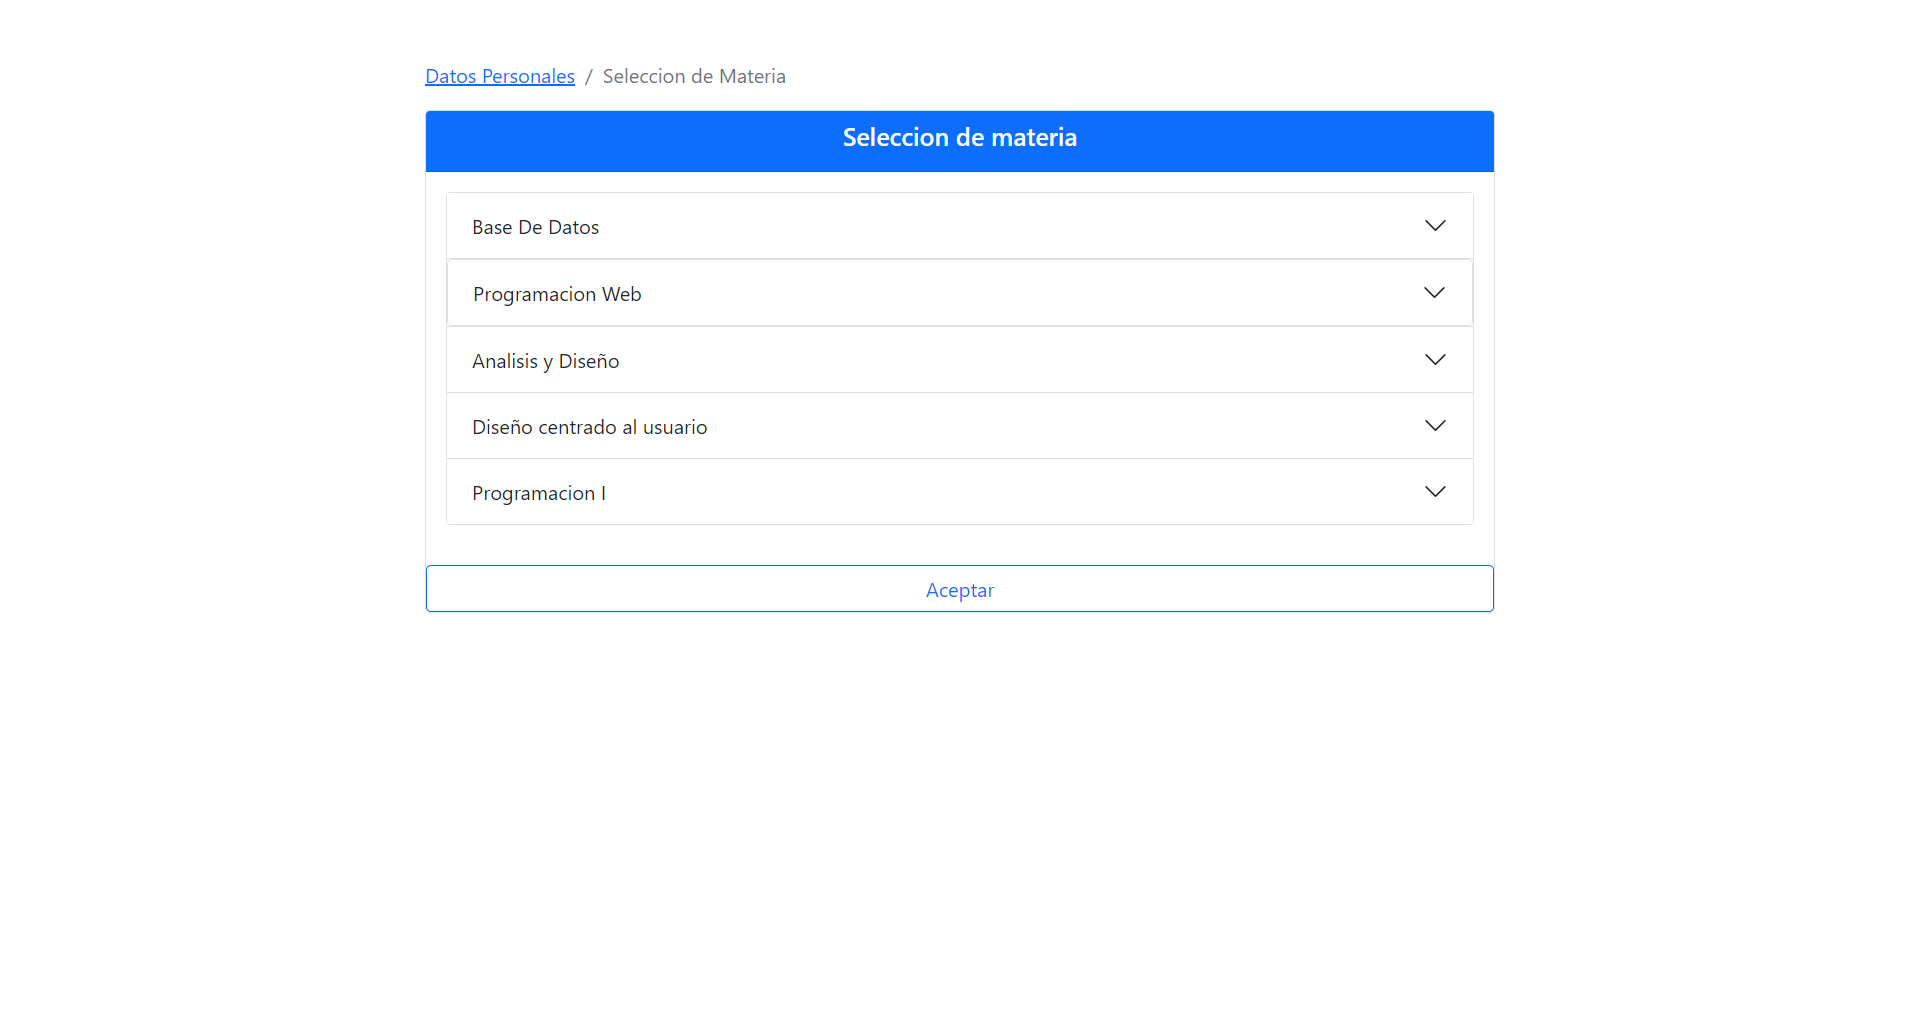 Datos Personales / Seleccion de Materia
Seleccion de materia
Base De Datos
Programacion Web
Analisis y Diseño
Diseño centrado al usuario
Programacion I
Aceptar